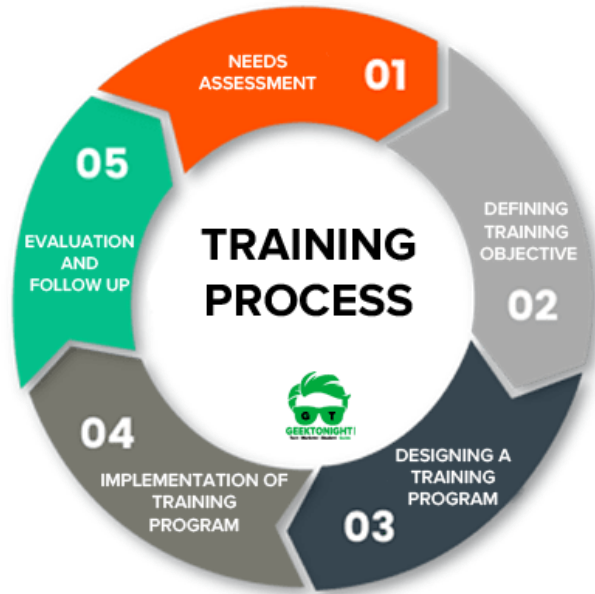 NEEDS
ASSESSMENT
01
DEFINING
TRAINING
OBJECTIVE
02
DESIGNING A
TRAINING
PROGRAM
03
04
IMPLEMENTATION OF
TRAINING
PROGRAM
05
EVALUATION
AND
FOLLOW UP
TRAINING
PROCESS
G T
GEEKTONIGHT